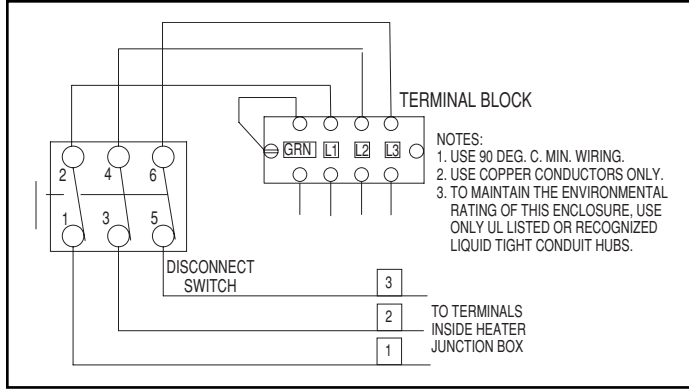 TERMINAL BLOCK
GRN L1 L2 L3
NOTES:
1. USE 90 DEG. C. MIN. WIRING.
2. USE COPPER CONDUCTORS ONLY.
3. TO MAINTAIN THE ENVIRONMENTAL
RATING OF THIS ENCLOSURE, USE
ONLY UL LISTED OR RECOGNIZED
LIQUID TIGHT CONDUIT HUBS.
2 4 6
1 3 5
DISCONNECT
SWITCH
3
2
1
TO TERMINALS
INSIDE HEATER
JUNCTION BOX